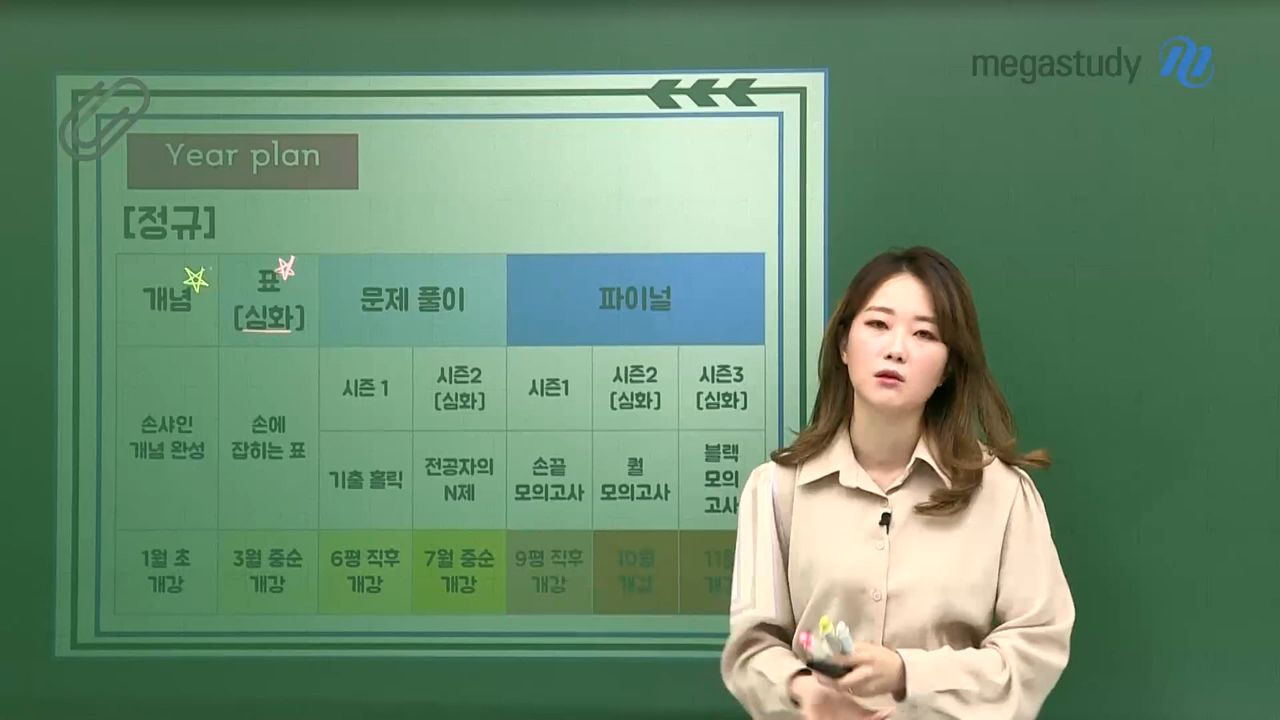 megastudy
Year plan
[정규]
개념
표
[심화]
문제 풀이
파이널
시즌 1
시즌2
[심화]
시즌1
시즌2
[심화]
시즌3
[심화]
손샤인
개념 완성
손에
잡히는 표
기출 홀릭
전공자의
N제
손끝
모의고사
퀄
모의고사
블랙
모의
고사
1월 초
개강
3월 중순
개강
6평 직후
개강
7월 중순
개강
9평 직후
개강
10월
개강